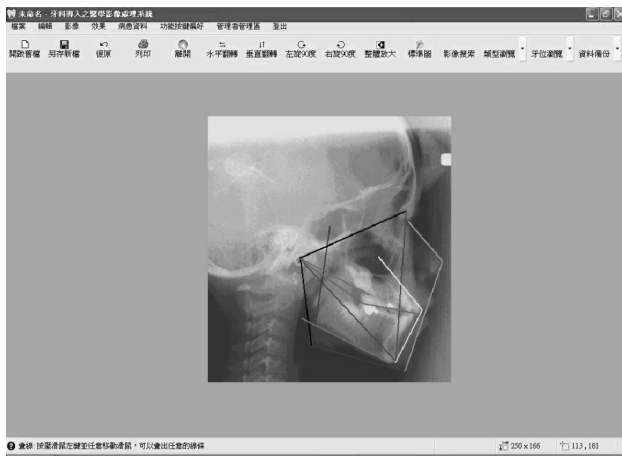 未命名 - 牙科導入之醫學影像處理系統
檔案 編輯 影像 效果 病患資料 功能按鍵偏好 管理者管理區 登出
開啟舊檔 另存新檔 復原 列印 離開 水平翻轉 垂直翻轉 左旋90度 右旋90度 整體放大 標準圖 影像搜索 類型瀏覽 牙位瀏覽 資料備份
畫線: 按壓滑鼠左鍵並任意移動滑鼠，可以畫出任意的線條 250 x 166 113 , 181